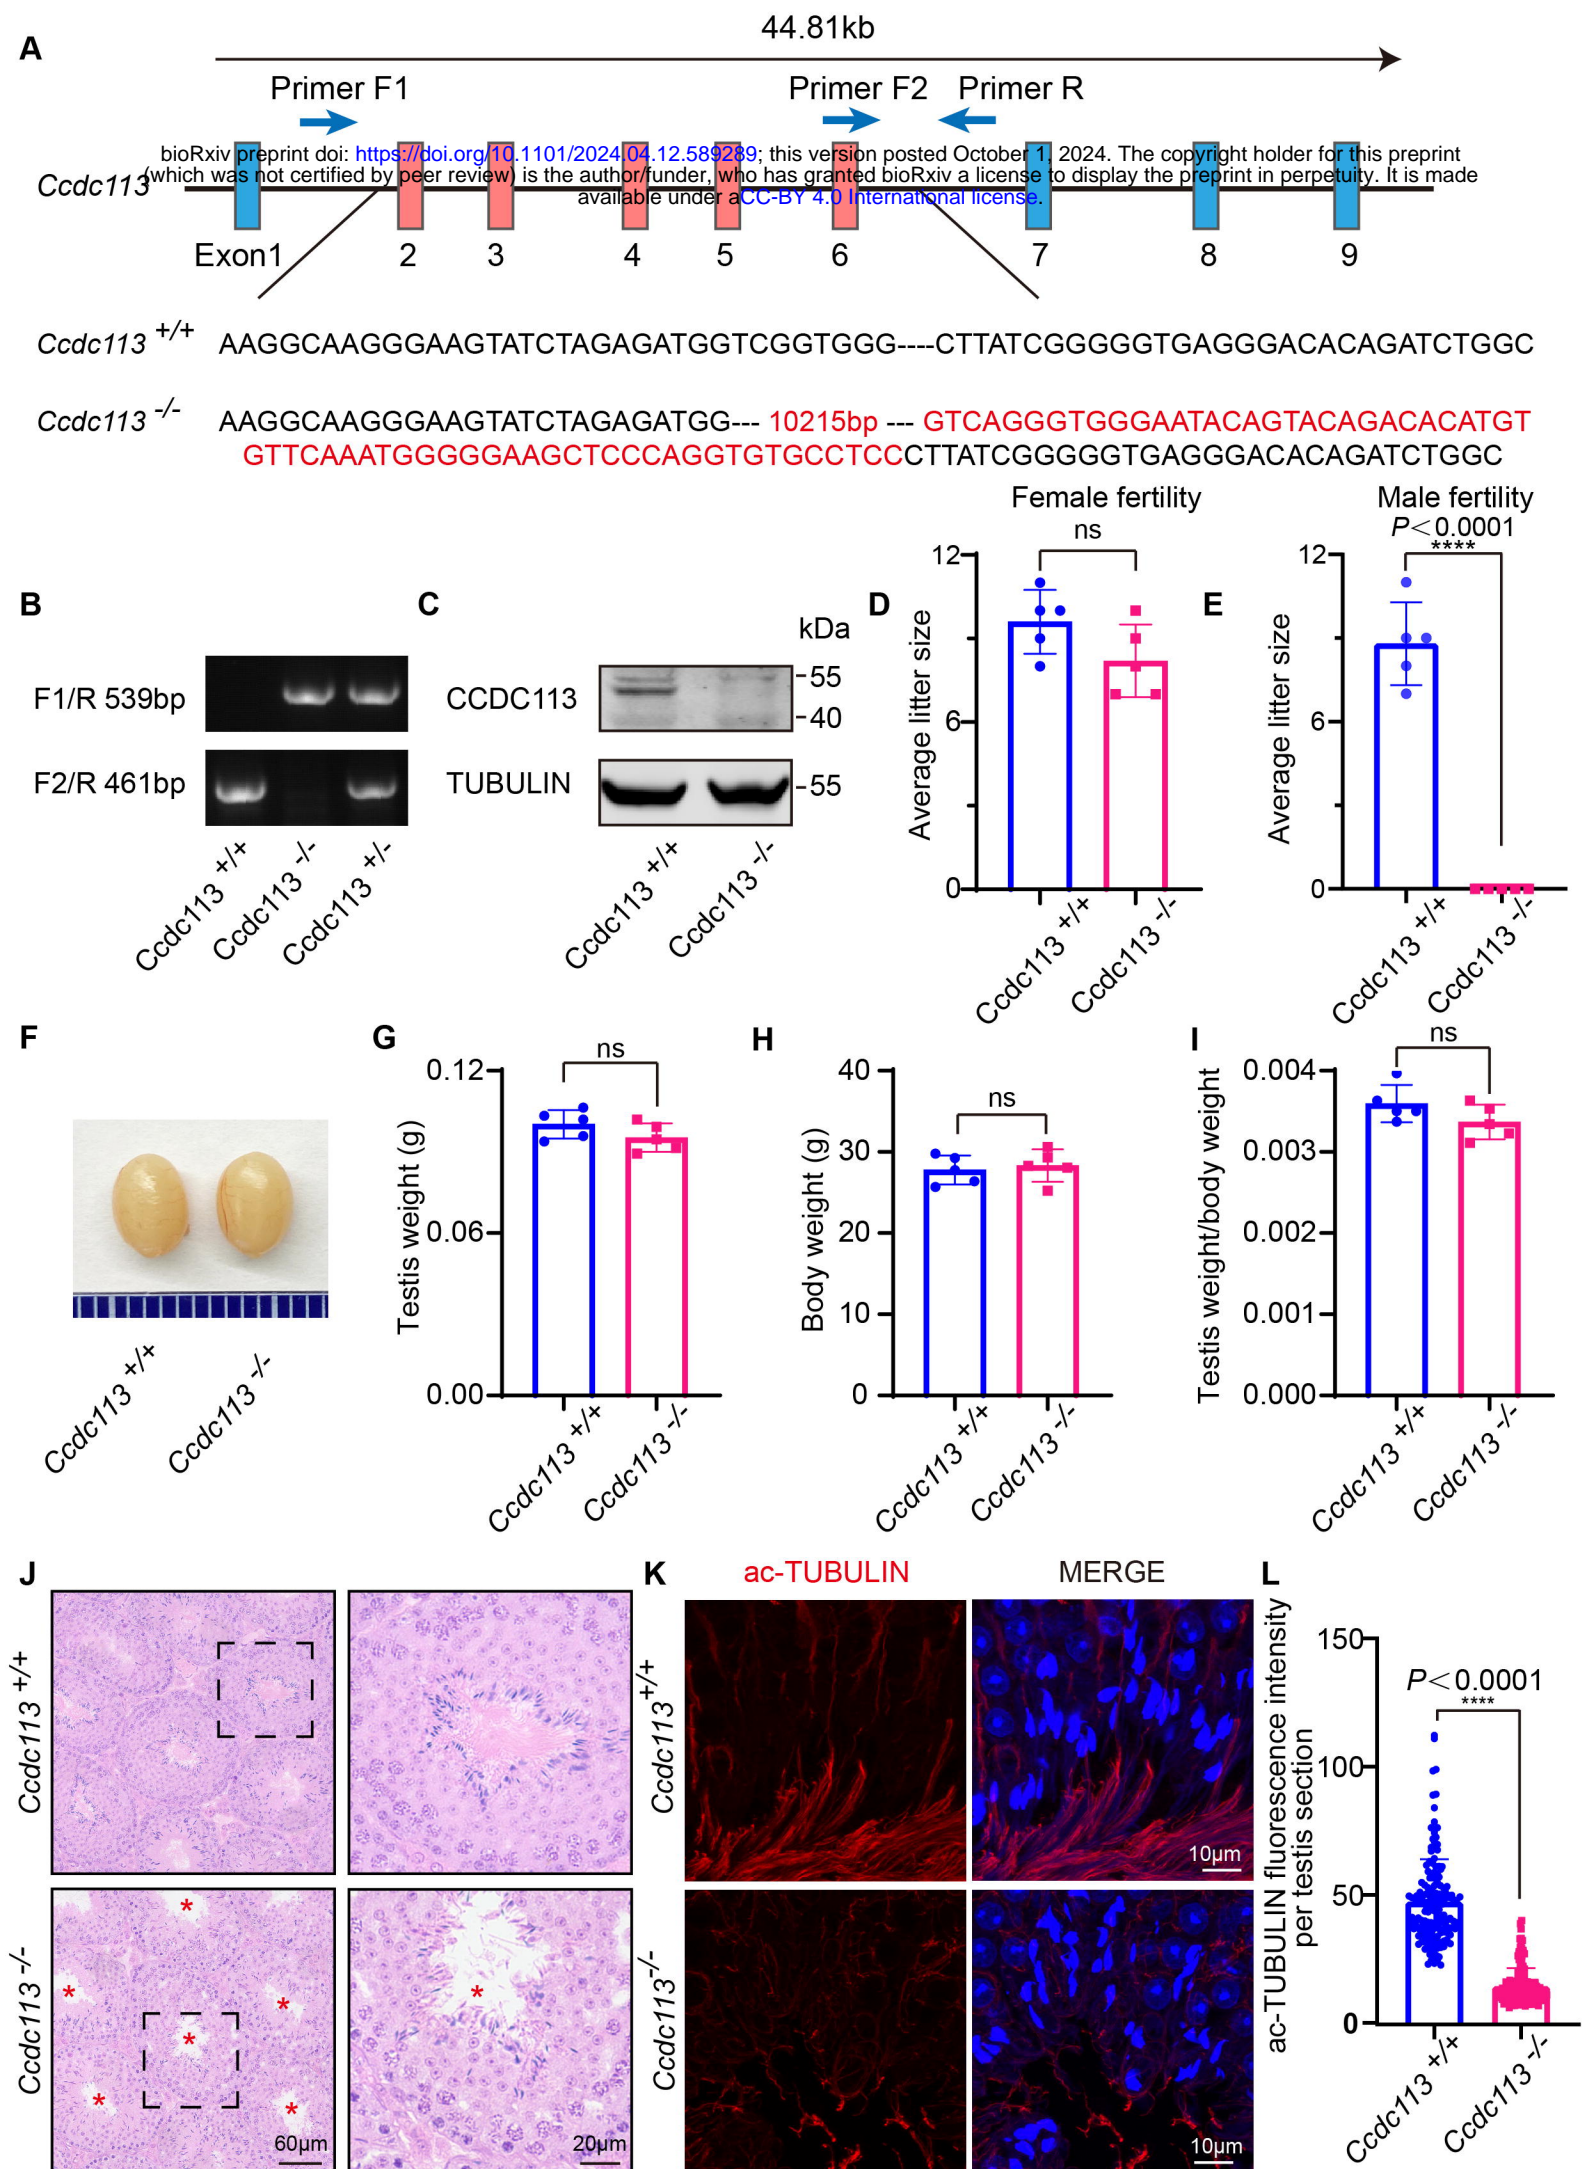 A
44.81kb
Primer F1
Primer F2
Primer R
bioRxiv preprint doi: https://doi.org/10.1101/2024.04.12.589289; this version posted October 1, 2024. The copyright holder for this preprint
(which was not certified by peer review) is the author/funder, who has granted bioRxiv a license to display the preprint in perpetuity. It is made
available under aCC-BY 4.0 International license.
Ccdc113
Exon1 2 3 4 5 6 7 8 9
Ccdc113 +/+ AAGGCAAGGGAAGTATCTAGAGATGGTCGGTGGG----CTTATCGGGGGTGAGGGACACAGATCTGGC
Ccdc113 -/- AAGGCAAGGGAAGTATCTAGAGATGG--- 10215bp --- GTCAGGGTGGGAATACAGTACAGACACATGT
GTTCAAATGGGGGAAGCTCCCAGGTGTGCCTCCCTTATCGGGGGTGAGGGACACAGATCTGGC
B
F1/R 539bp
F2/R 461bp
Ccdc113 +/+
Ccdc113 -/-
Ccdc113 +/-
C
kDa
CCDC113
55
40
TUBULIN
55
Ccdc113 +/+
Ccdc113 -/-
D
Female fertility
ns
Average litter size
12
6
0
Ccdc113 +/+
Ccdc113 -/-
E
Male fertility
P<0.0001
****
Average litter size
12
6
0
Ccdc113 +/+
Ccdc113 -/-
F
Ccdc113 +/+
Ccdc113 -/-
G
ns
Testis weight (g)
0.12
0.06
0.00
Ccdc113 +/+
Ccdc113 -/-
H
ns
Body weight (g)
40
30
20
10
0
Ccdc113 +/+
Ccdc113 -/-
I
ns
Testis weight/body weight
0.004
0.003
0.002
0.001
0.000
Ccdc113 +/+
Ccdc113 -/-
J
Ccdc113 +/+
Ccdc113 -/-
* * * * * * *
60μm
20μm
K
ac-TUBULIN
MERGE
Ccdc113 +/+
10μm
Ccdc113 -/-
10μm
L
ac-TUBULIN fluorescence intensity
per testis section
P<0.0001
****
150
100
50
0
Ccdc113 +/+
Ccdc113 -/-